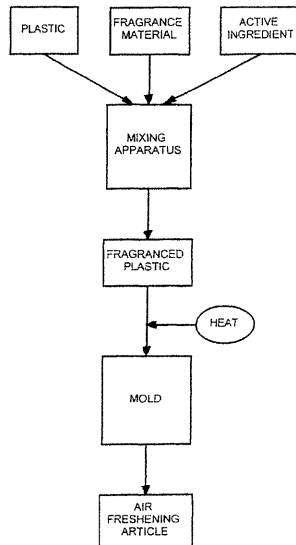 PLASTIC
FRAGRANCE
MATERIAL
ACTIVE
INGREDIENT
MIXING
APPARATUS
FRAGRANCED
PLASTIC
HEAT
MOLD
AIR
FRESHENING
ARTICLE